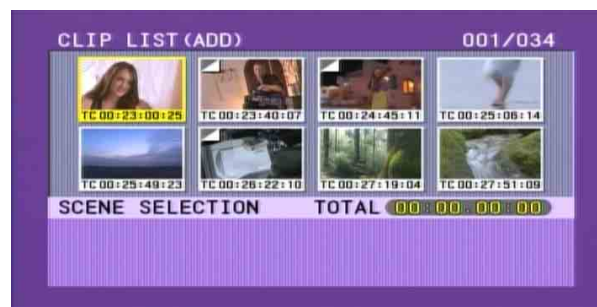 CLIP LIST(ADD) 001/034
TC 00:23:00:25 TC 00:23:40:07 TC 00:24:45:11 TC 00:25:06:14
TC 00:25:49:23 TC 00:26:22:10 TC 00:27:19:04 TC 00:27:51:09
SCENE SELECTION TOTAL 00:00.00:00